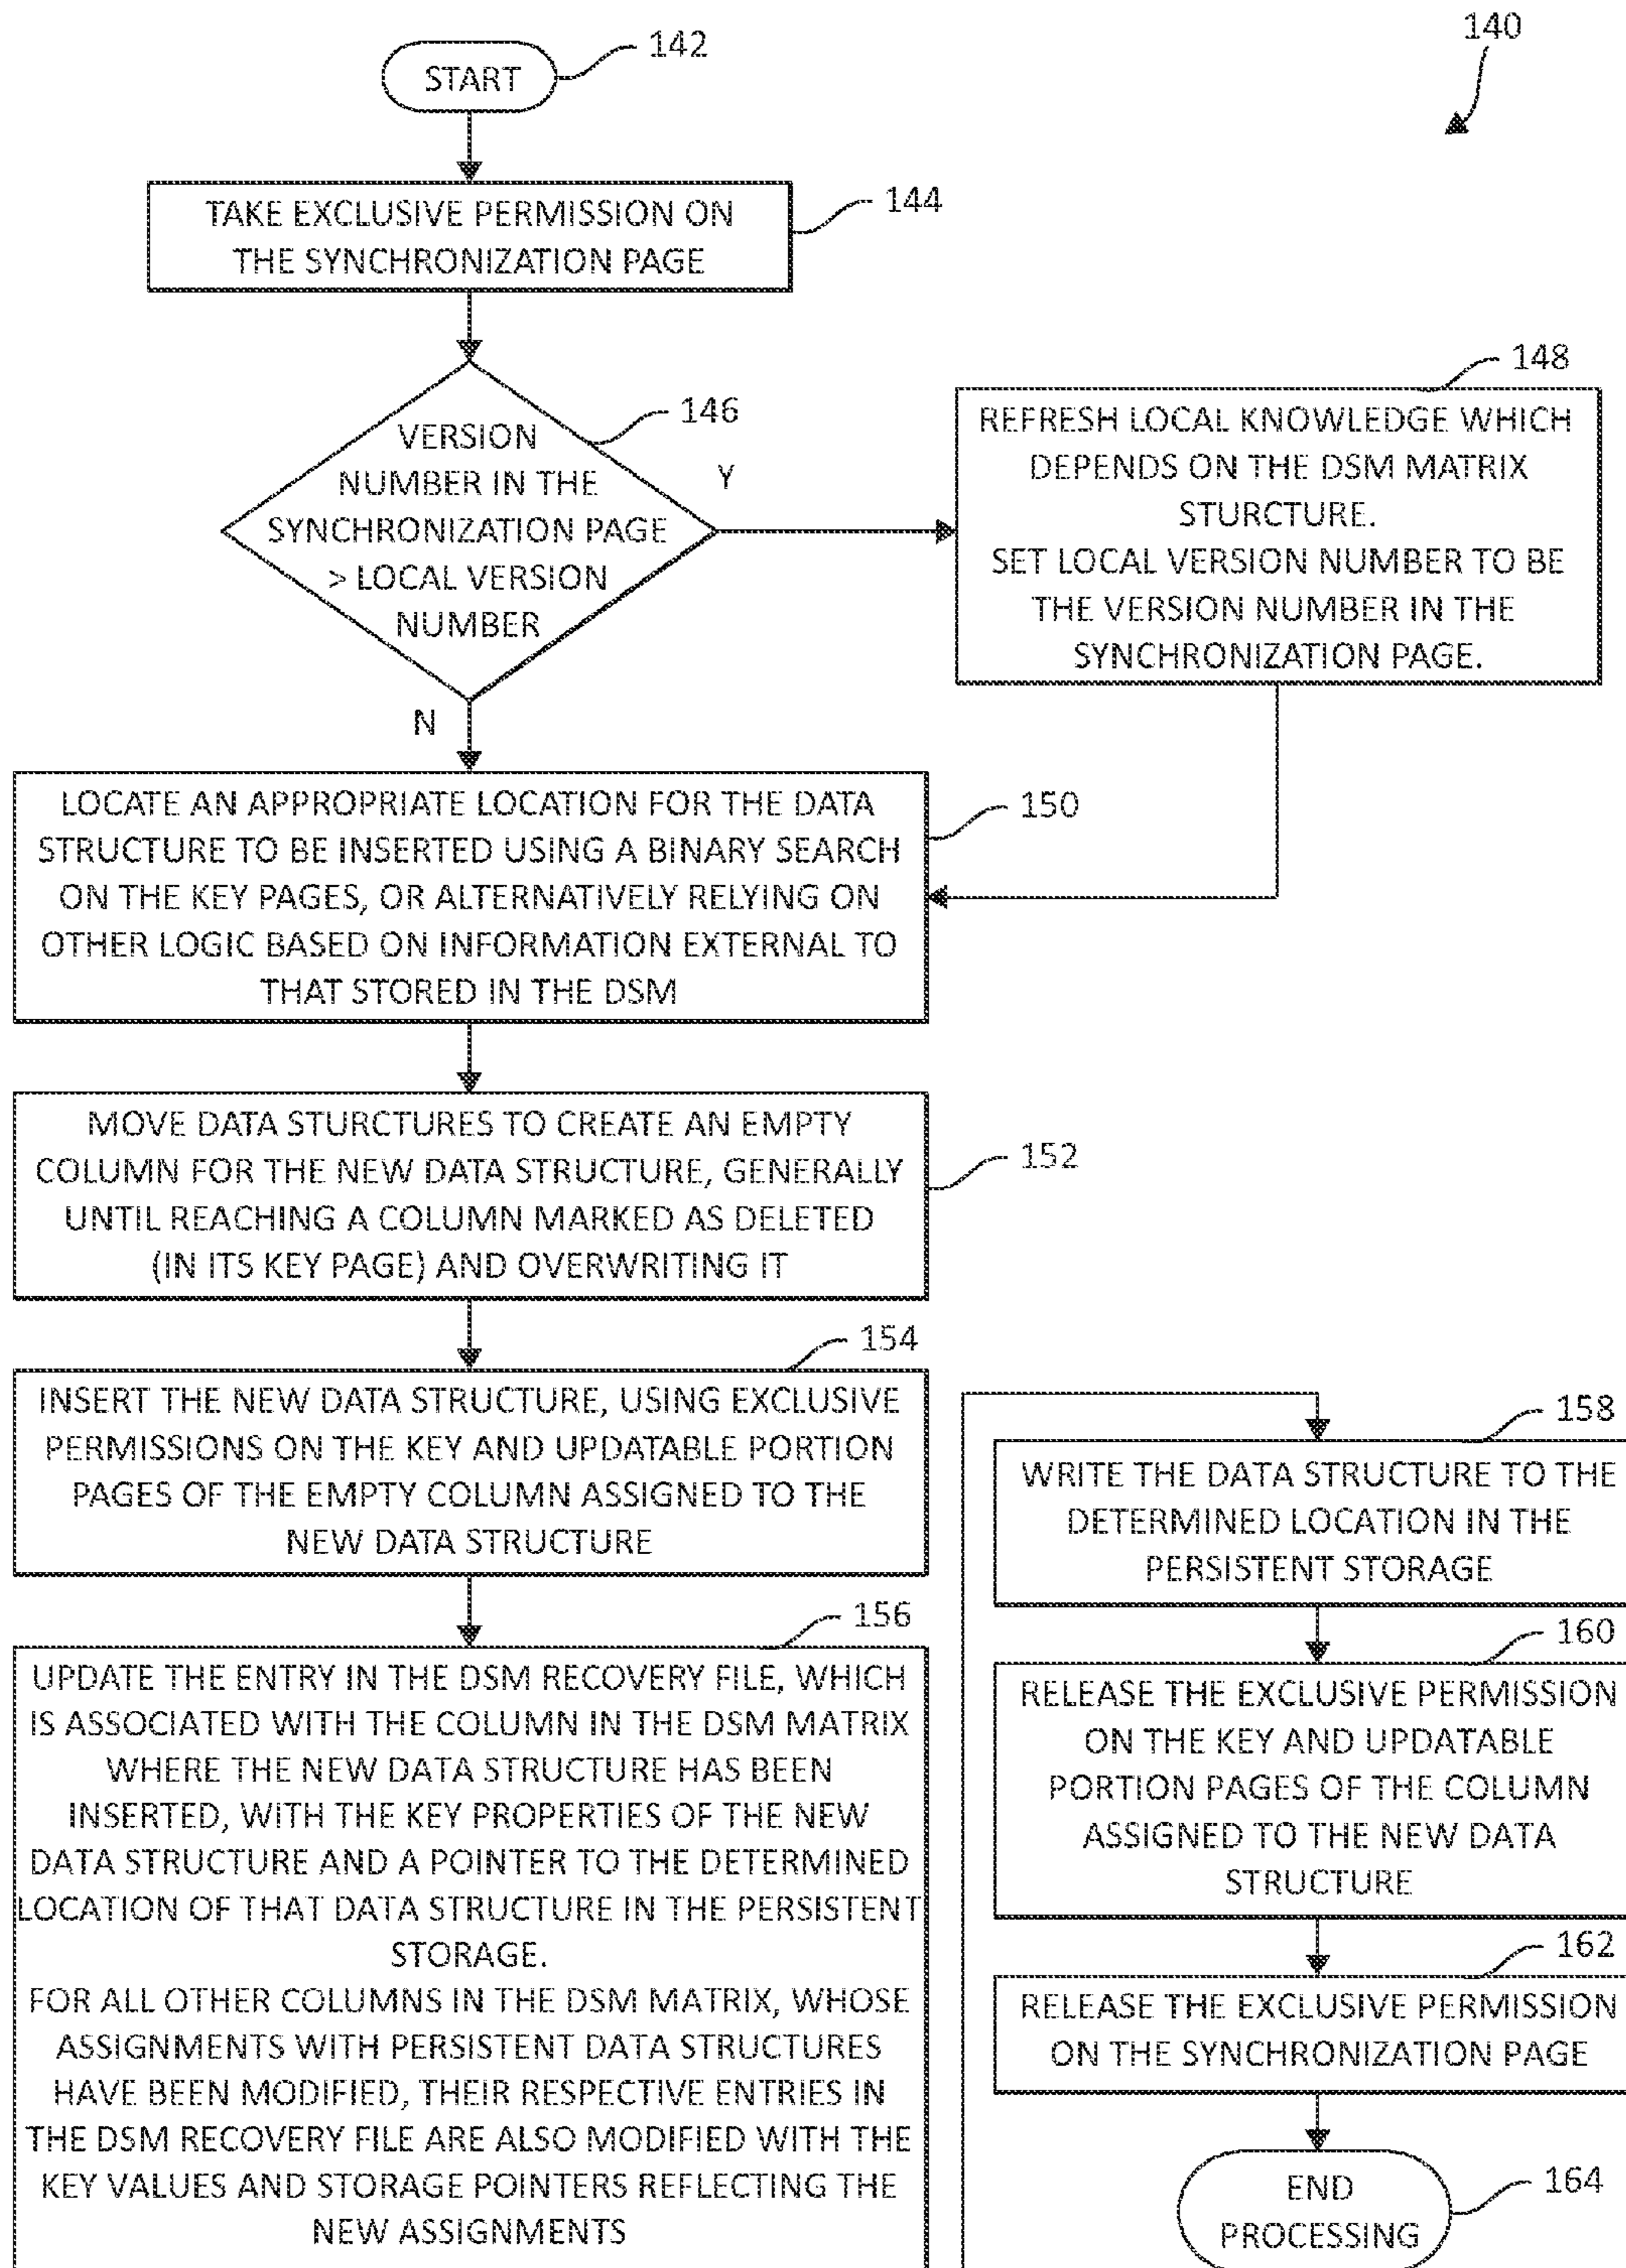 140
START
142
TAKE EXCLUSIVE PERMISSION ON
THE SYNCHRONIZATION PAGE
144
VERSION
NUMBER IN THE
SYNCHRONIZATION PAGE
> LOCAL VERSION
NUMBER
146
Y
N
148
REFRESH LOCAL KNOWLEDGE WHICH
DEPENDS ON THE DSM MATRIX
STURCTURE.
SET LOCAL VERSION NUMBER TO BE
THE VERSION NUMBER IN THE
SYNCHRONIZATION PAGE.
LOCATE AN APPROPRIATE LOCATION FOR THE DATA
STRUCTURE TO BE INSERTED USING A BINARY SEARCH
ON THE KEY PAGES, OR ALTERNATIVELY RELYING ON
OTHER LOGIC BASED ON INFORMATION EXTERNAL TO
THAT STORED IN THE DSM
150
MOVE DATA STURCTURES TO CREATE AN EMPTY
COLUMN FOR THE NEW DATA STRUCTURE, GENERALLY
UNTIL REACHING A COLUMN MARKED AS DELETED
(IN ITS KEY PAGE) AND OVERWRITING IT
152
154
INSERT THE NEW DATA STRUCTURE, USING EXCLUSIVE
PERMISSIONS ON THE KEY AND UPDATABLE PORTION
PAGES OF THE EMPTY COLUMN ASSIGNED TO THE
NEW DATA STRUCTURE
156
UPDATE THE ENTRY IN THE DSM RECOVERY FILE, WHICH
IS ASSOCIATED WITH THE COLUMN IN THE DSM MATRIX
WHERE THE NEW DATA STRUCTURE HAS BEEN
INSERTED, WITH THE KEY PROPERTIES OF THE NEW
DATA STRUCTURE AND A POINTER TO THE DETERMINED
LOCATION OF THAT DATA STRUCTURE IN THE PERSISTENT
STORAGE.
FOR ALL OTHER COLUMNS IN THE DSM MATRIX, WHOSE
ASSIGNMENTS WITH PERSISTENT DATA STRUCTURES
HAVE BEEN MODIFIED, THEIR RESPECTIVE ENTRIES IN
THE DSM RECOVERY FILE ARE ALSO MODIFIED WITH THE
KEY VALUES AND STORAGE POINTERS REFLECTING THE
NEW ASSIGNMENTS
158
WRITE THE DATA STRUCTURE TO THE
DETERMINED LOCATION IN THE
PERSISTENT STORAGE
160
RELEASE THE EXCLUSIVE PERMISSION
ON THE KEY AND UPDATABLE
PORTION PAGES OF THE COLUMN
ASSIGNED TO THE NEW DATA
STRUCTURE
162
RELEASE THE EXCLUSIVE PERMISSION
ON THE SYNCHRONIZATION PAGE
END
PROCESSING
164